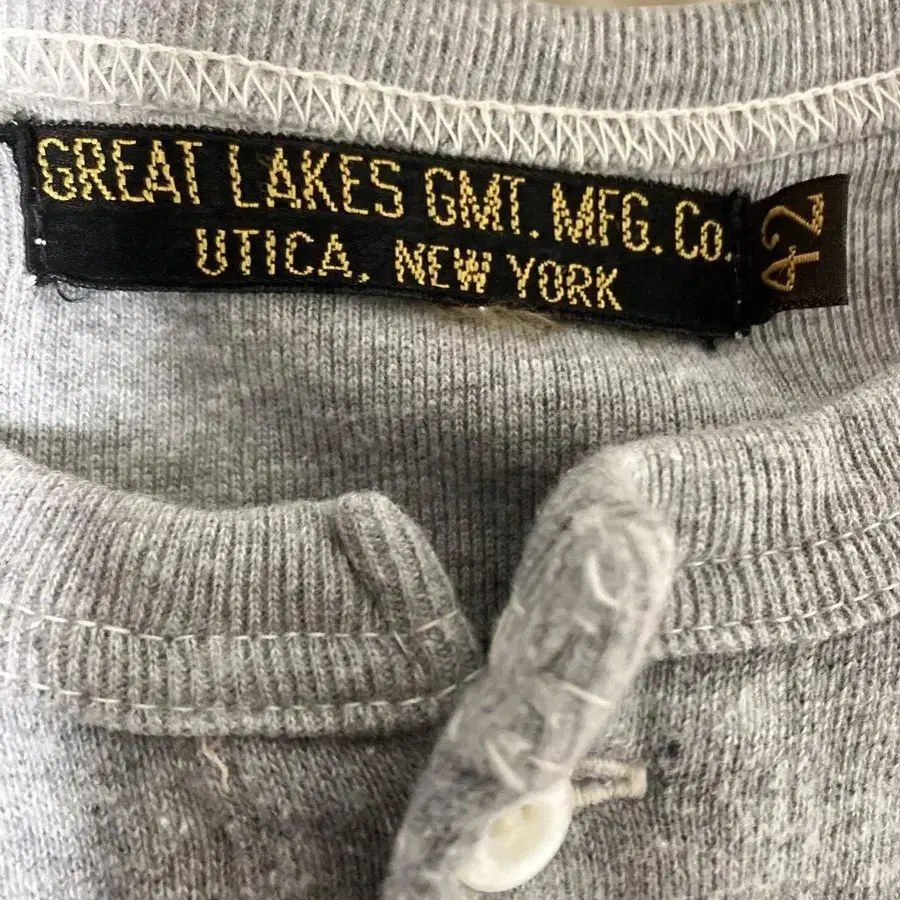 GREAT LAKES GMT. MFG. Co.
UTICA, NEW YORK
42